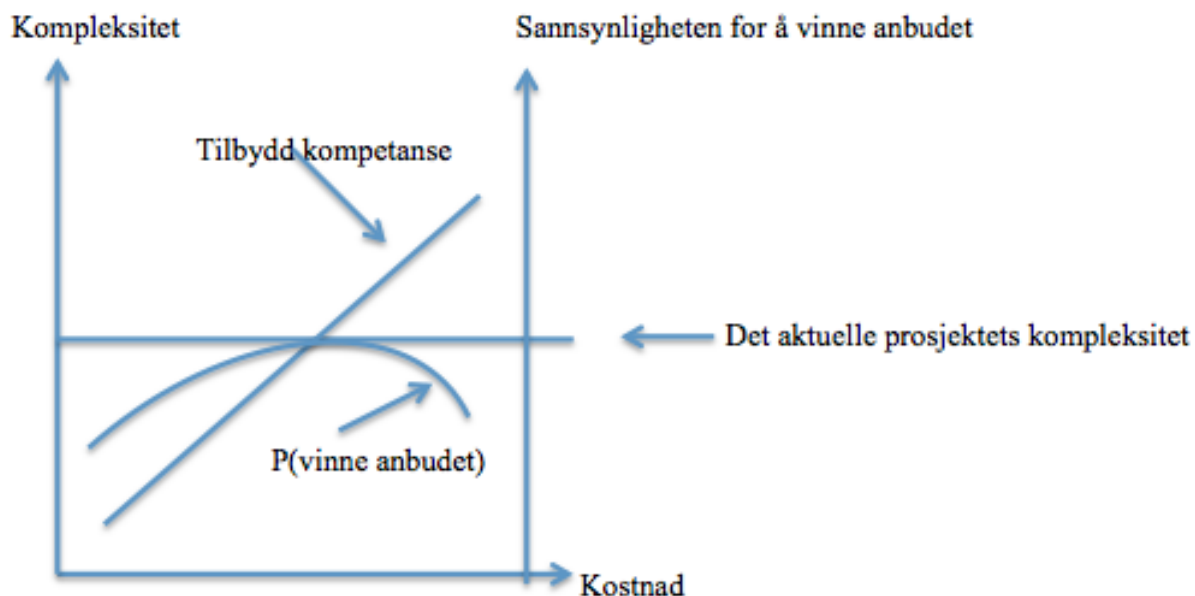 Kompleksitet
Sannsynligheten for å vinne anbudet
Tilbydd kompetanse
Det aktuelle prosjektets kompleksitet
P(vinne anbudet)
Kostnad